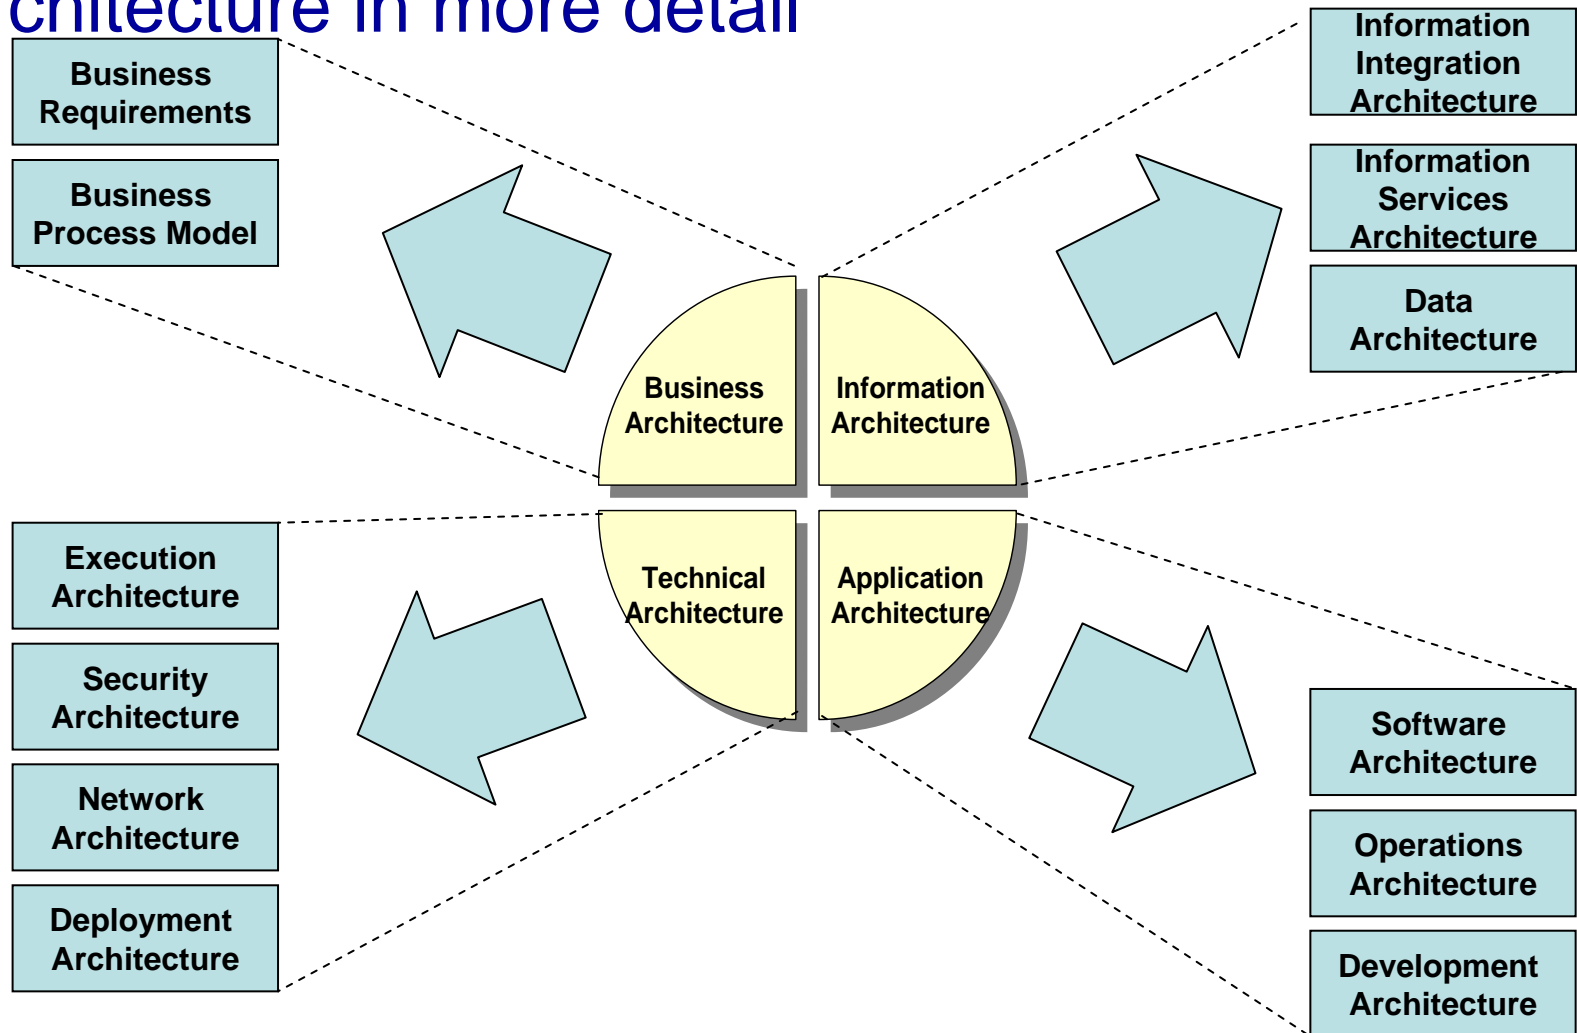 chitecture in more detail
Business
Requirements
Business
Process Model
Information
Integration
Architecture
Information
Services
Architecture
Data
Architecture
Business
Architecture
Information
Architecture
Technical
Architecture
Application
Architecture
Execution
Architecture
Security
Architecture
Network
Architecture
Deployment
Architecture
Software
Architecture
Operations
Architecture
Development
Architecture